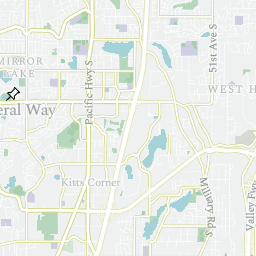 MIRROR
LAKE
Pacific Hwy S
51st Ave S
WEST H
eral Way
Kitts Corner
Military Rd S
Valley Fwy